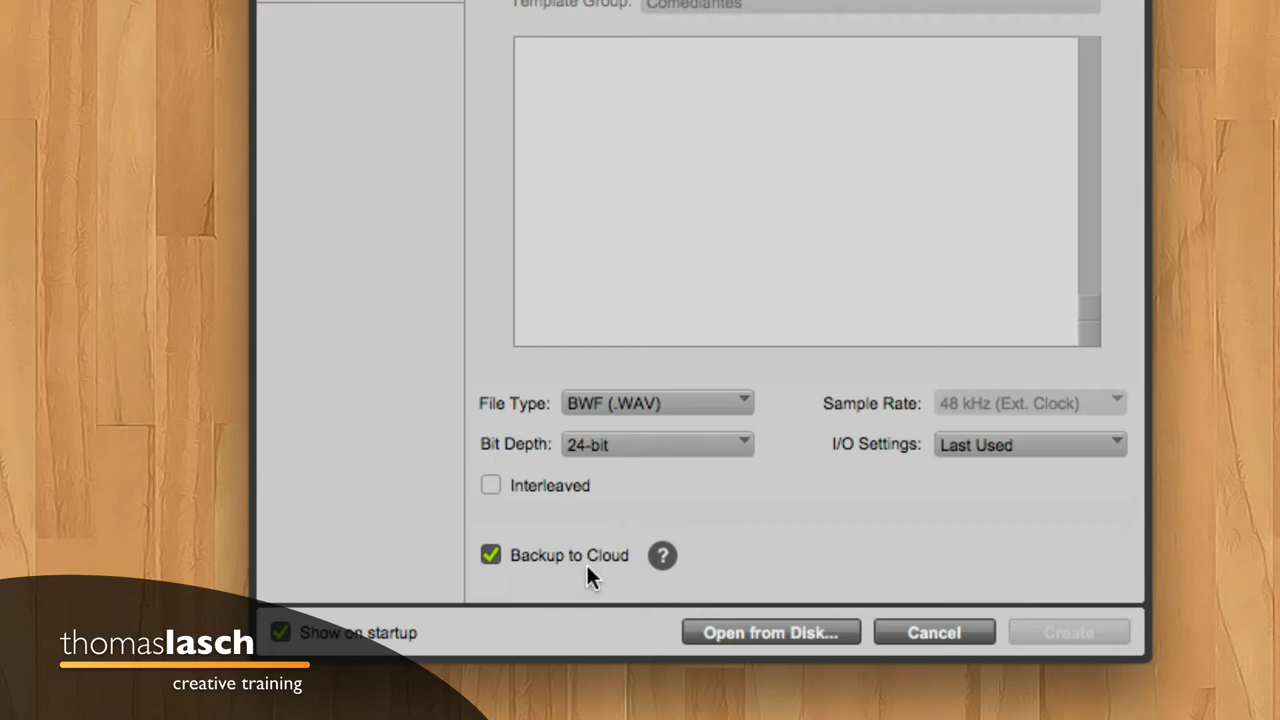 Template Group: Comediantes
File Type: BWF (.WAV) Sample Rate: 48 kHz (Ext. Clock)
Bit Depth: 24-bit I/O Settings: Last Used
Interleaved
Backup to Cloud ?
Show on startup Open from Disk... Cancel Create
thomaslasch
creative training